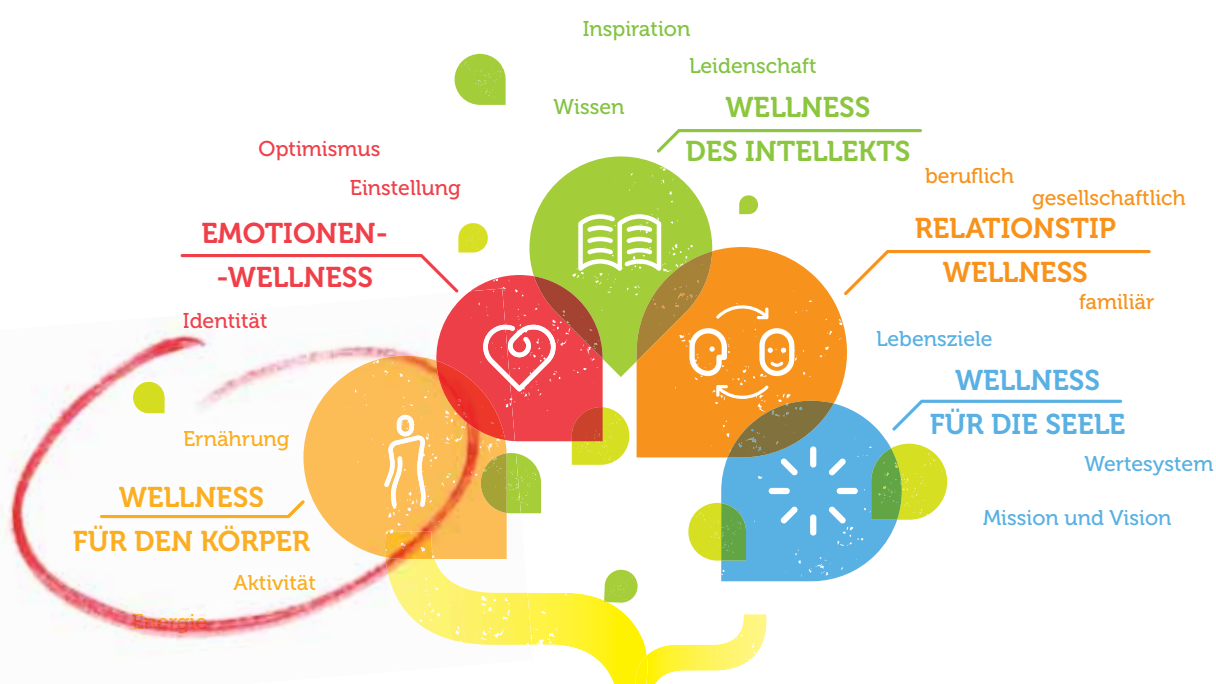 Inspiration
Leidenschaft
Wissen
WELLNESS
DES INTELLEKTS
Optimismus
Einstellung
EMOTIONEN-
-WELLNESS
Identität
beruflich
gesellschaftlich
RELATIONSTIP
WELLNESS
familiär
Lebensziele
WELLNESS
FÜR DIE SEELE
Wertesystem
Mission und Vision
Ernährung
WELLNESS
FÜR DEN KÖRPER
Aktivität
Energie